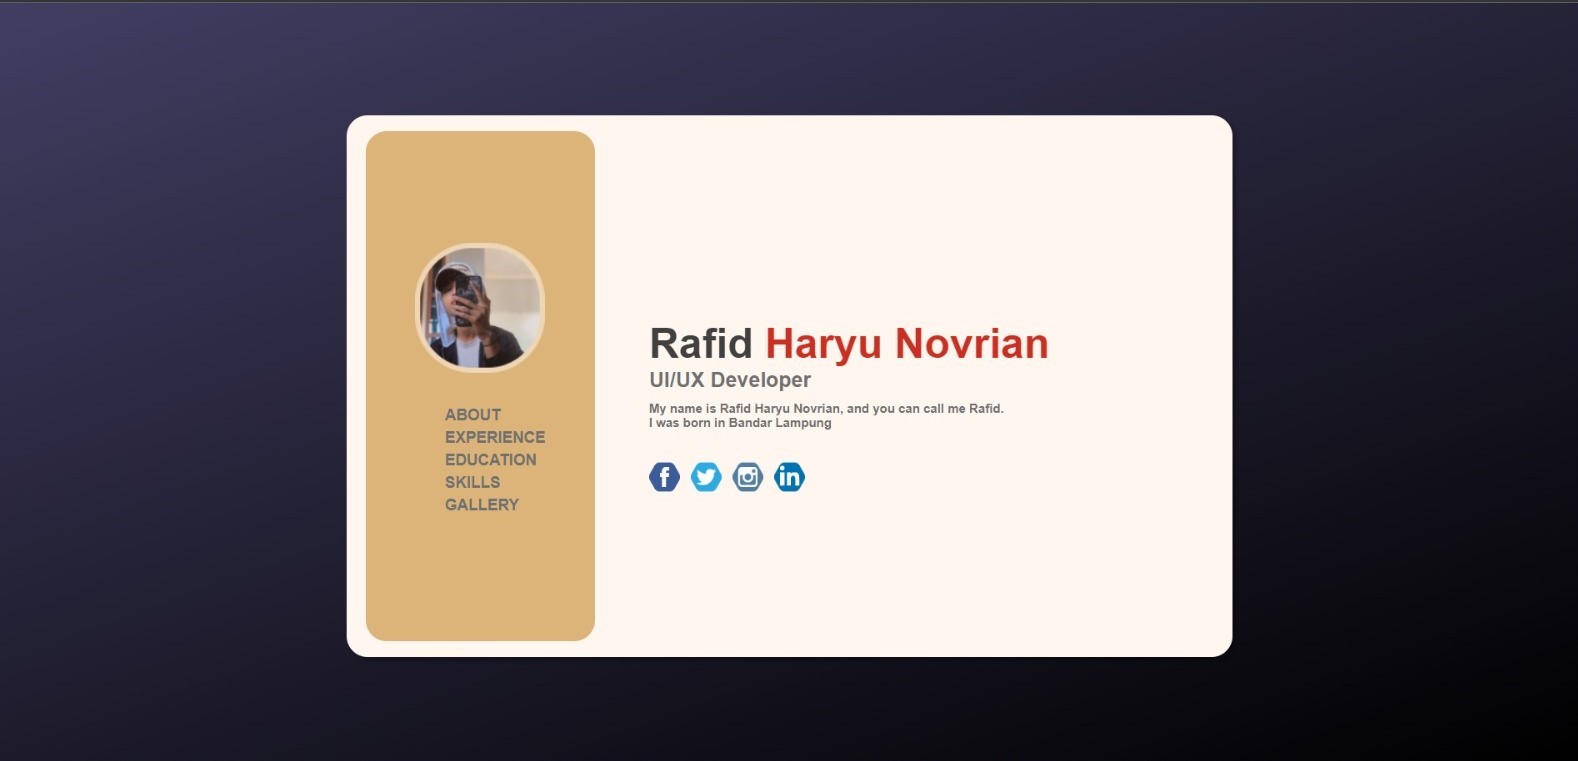 ABOUT
EXPERIENCE
EDUCATION
SKILLS
GALLERY
Rafid Haryu Novrian
UI/UX Developer
My name is Rafid Haryu Novrian, and you can call me Rafid.
I was born in Bandar Lampung